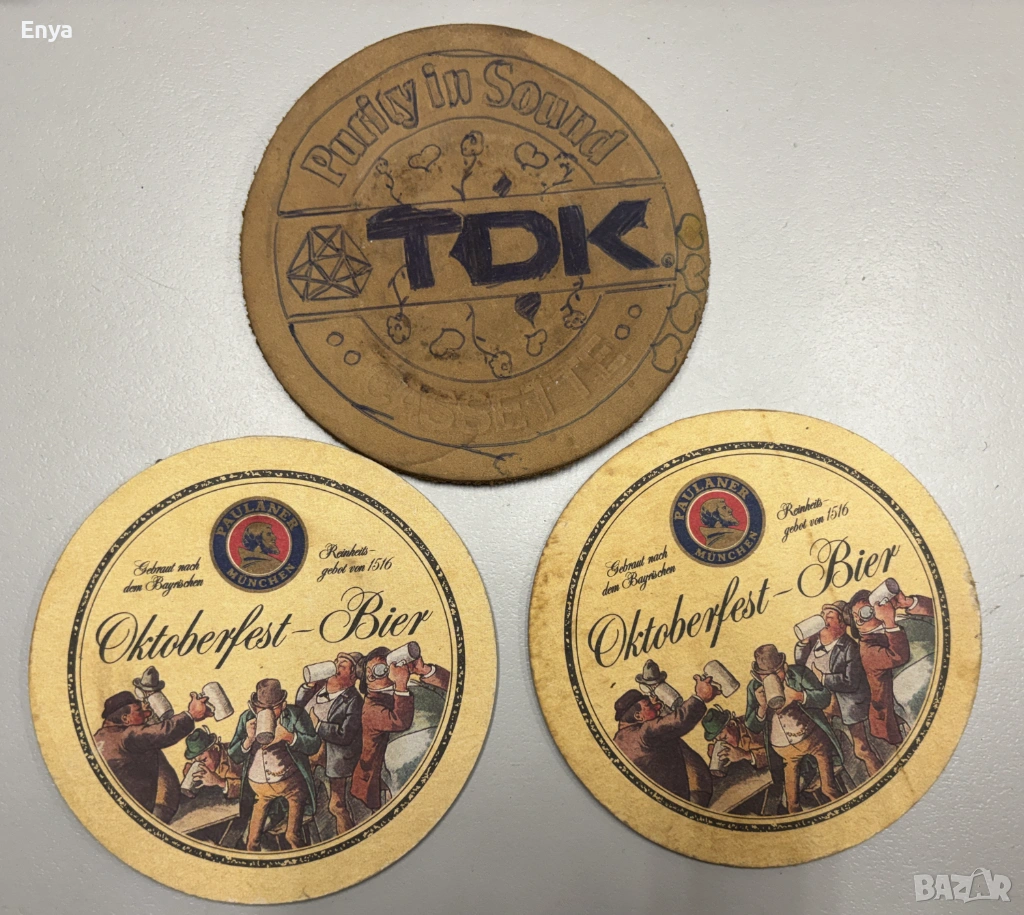 Enya
Purity in Sound
TDK®
CASSETTE
PAULANER
MÜNCHEN
Gebraut nach
dem Bayrischen
Reinheits-
gebot von 1516
Oktoberfest-Bier
PAULANER
MÜNCHEN
Gebraut nach
dem Bayrischen
Reinheits-
gebot von 1516
Oktoberfest-Bier
BAZAR